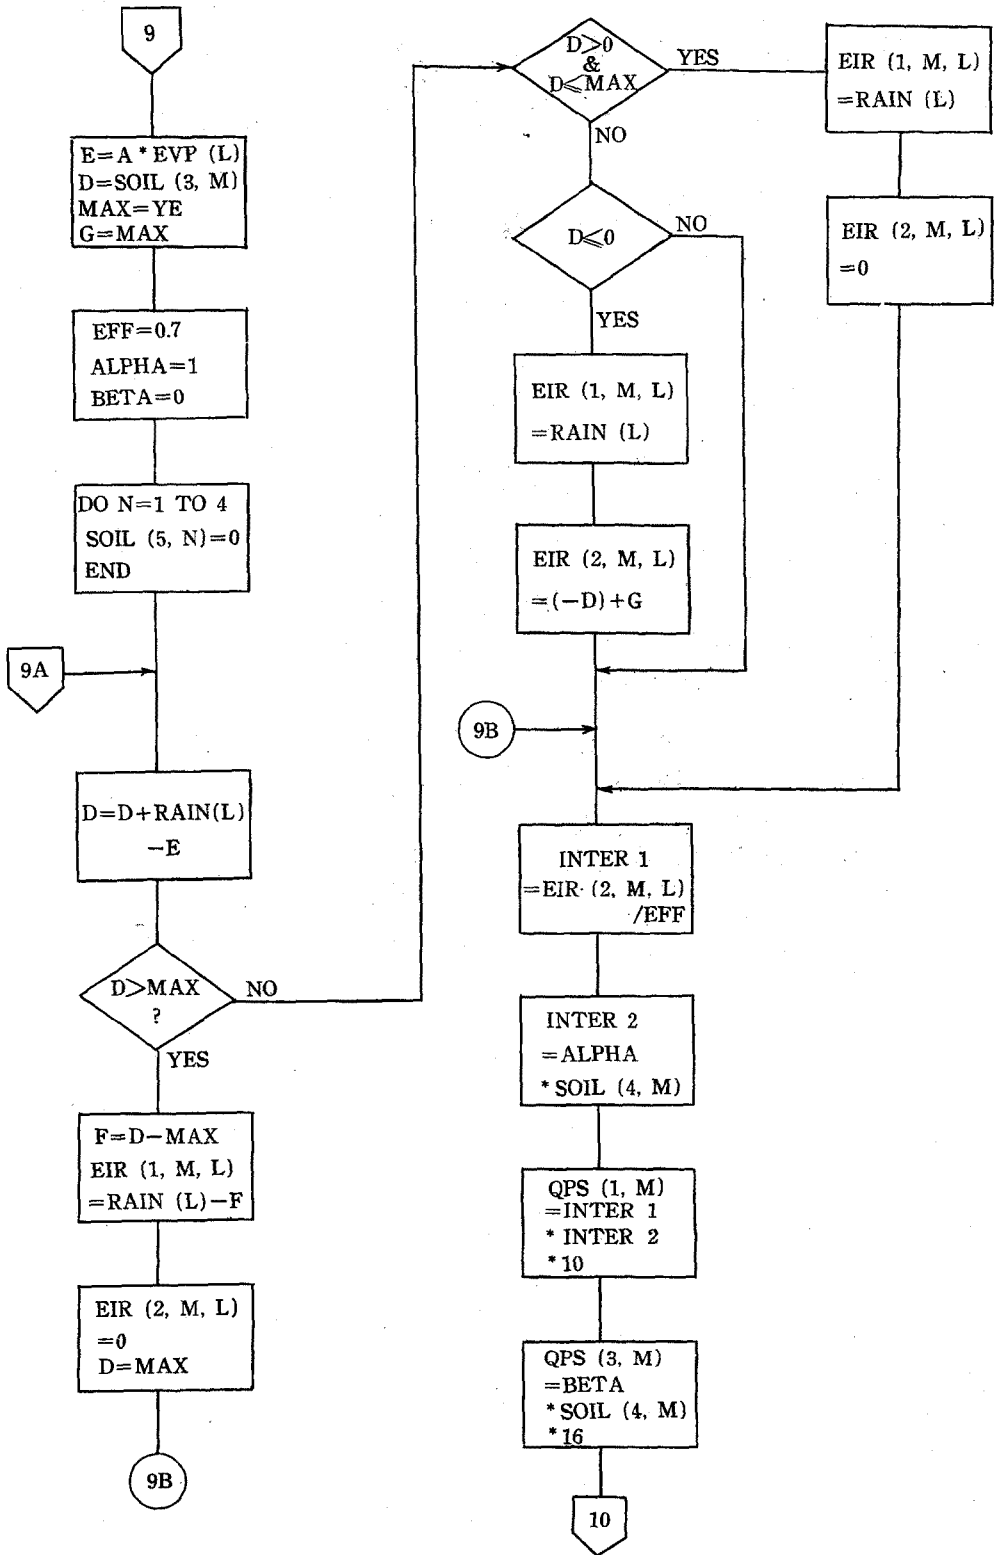 9
E=A * EVP (L)
D=SOIL (3, M)
MAX=YE
G=MAX
EFF=0.7
ALPHA=1
BETA=0
DO N=1 TO 4
SOIL (5, N)=0
END
9A
D=D+RAIN(L)
−E
D>MAX
?
NO
YES
F=D−MAX
EIR (1, M, L)
=RAIN (L)−F
EIR (2, M, L)
=0
D=MAX
9B
D>0
&
D≤MAX
YES
NO
EIR (1, M, L)
=RAIN (L)
EIR (2, M, L)
=0
D≤0
NO
YES
EIR (1, M, L)
=RAIN (L)
EIR (2, M, L)
=(−D)+G
9B
INTER 1
=EIR (2, M, L)
/EFF
INTER 2
=ALPHA
* SOIL (4, M)
QPS (1, M)
=INTER 1
* INTER 2
* 10
QPS (3, M)
=BETA
* SOIL (4, M)
* 16
10